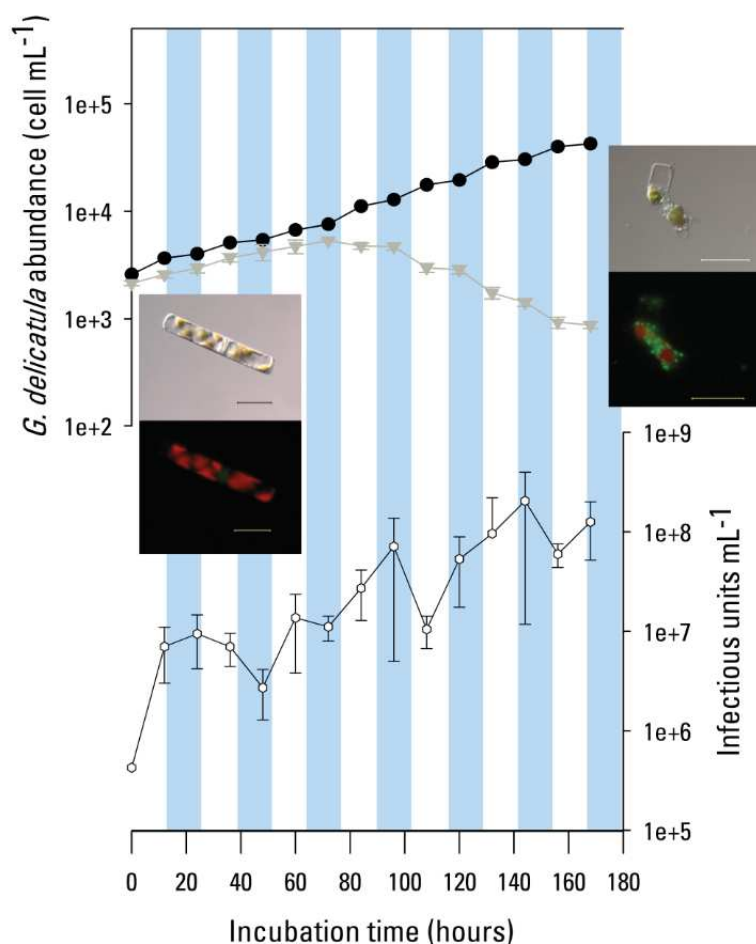 G. delicatula abundance (cell mL-1)
1e+5
1e+4
1e+3
1e+2
1e+9
1e+8
1e+7
1e+6
1e+5
Infectious units mL-1
0 20 40 60 80 100 120 140 160 180
Incubation time (hours)